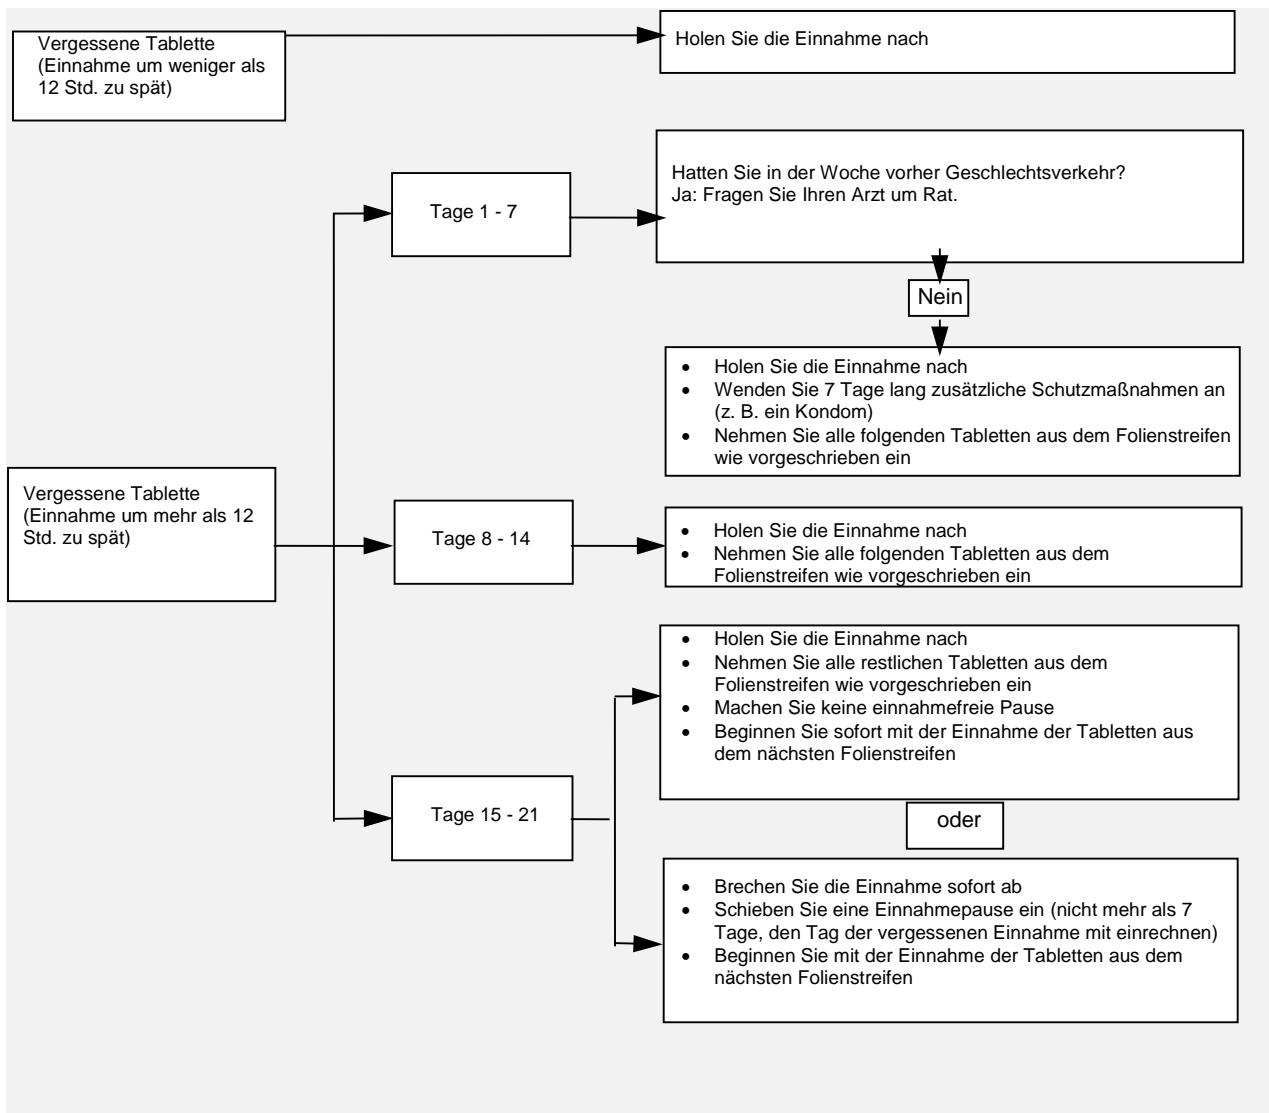 Vergessene Tablette
(Einnahme um weniger als
12 Std. zu spät)
Holen Sie die Einnahme nach
Tage 1 - 7
Hatten Sie in der Woche vorher Geschlechtsverkehr?
Ja: Fragen Sie Ihren Arzt um Rat.
Nein
• Holen Sie die Einnahme nach
• Wenden Sie 7 Tage lang zusätzliche Schutzmaßnahmen an
(z. B. ein Kondom)
• Nehmen Sie alle folgenden Tabletten aus dem Folienstreifen
wie vorgeschrieben ein
Vergessene Tablette
(Einnahme um mehr als 12
Std. zu spät)
Tage 8 - 14
• Holen Sie die Einnahme nach
• Nehmen Sie alle folgenden Tabletten aus dem
Folienstreifen wie vorgeschrieben ein
Tage 15 - 21
• Holen Sie die Einnahme nach
• Nehmen Sie alle restlichen Tabletten aus dem
Folienstreifen wie vorgeschrieben ein
• Machen Sie keine einnahmefreie Pause
• Beginnen Sie sofort mit der Einnahme der Tabletten aus
dem nächsten Folienstreifen
oder
• Brechen Sie die Einnahme sofort ab
• Schieben Sie eine Einnahmepause ein (nicht mehr als 7
Tage, den Tag der vergessenen Einnahme mit einrechnen)
• Beginnen Sie mit der Einnahme der Tabletten aus dem
nächsten Folienstreifen